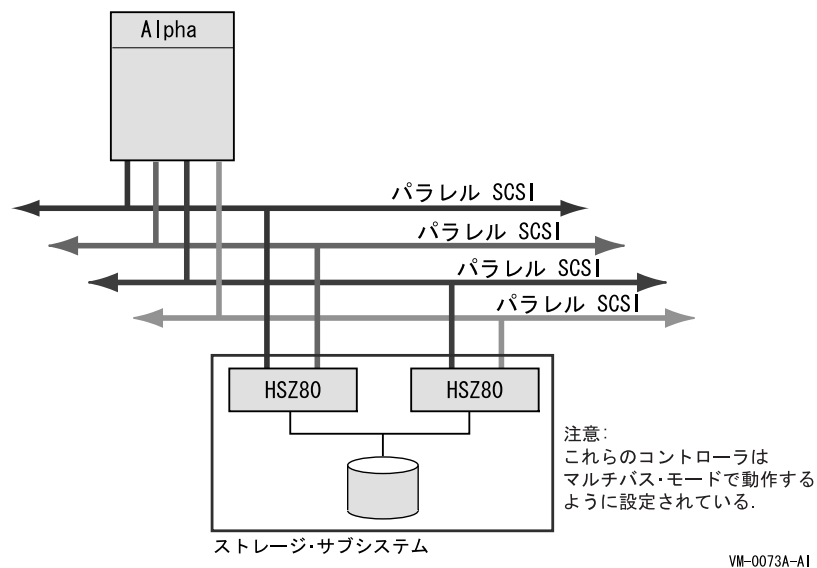 Alpha
パラレル SCSI
パラレル SCSI
パラレル SCSI
パラレル SCSI
HSZ80
HSZ80
注意:
これらのコントローラは
マルチバス・モードで動作する
ように設定されている.
ストレージ・サブシステム
VM-0073A-AI